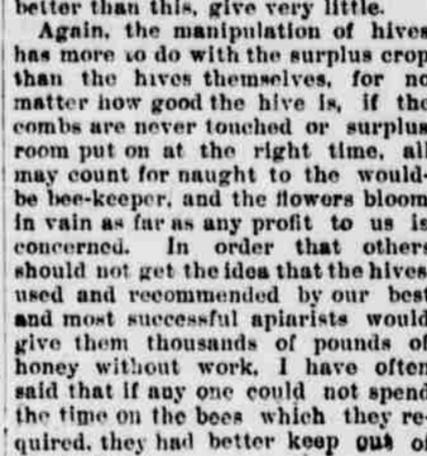 better than this, give very little.
Again, the manipulation of hives
has more to do with the surplus crop
than the hives themselves, for no
matter how good the hive is, if the
combs are never touched or surplus
room put on at the right time, all
may count for naught to the would-
be bee-keeper, and the flowers bloom
in vain as far as any profit to us is
concerned. In order that others
should not get the idea that the hives
used and recommended by our best
and most successful apiarists would
give them thousands of pounds of
honey without work, I have often
said that if any one could not spend
the time on the bees which they re-
quired, they had better keep out of